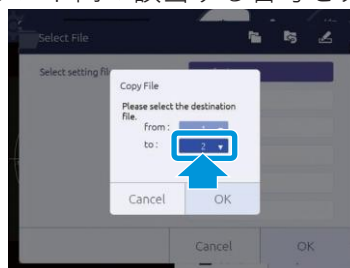 Select File
Select setting fil
Copy File
Please select the destination
file.
from :
to :
2
Cancel
OK
Cancel
OK